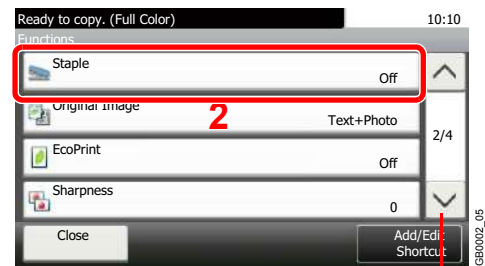 Ready to copy. (Full Color) 10:10
Functions
Staple
Off
Original Image
2
Text+Photo
2/4
EcoPrint
Off
Sharpness
0
Close
Add/Edit
Shortcut
GB0002_05